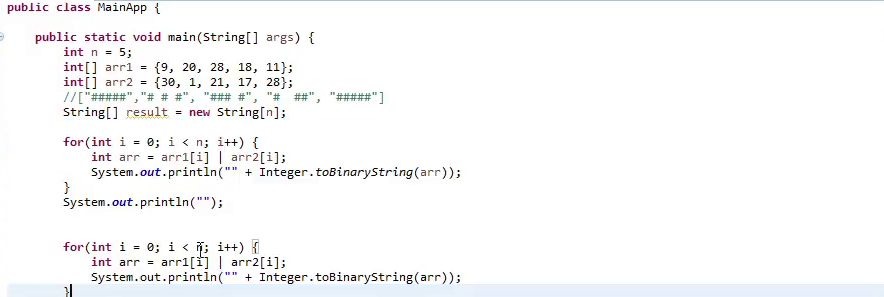 public class MainApp {
public static void main(String[] args) {
int n = 5;
int[] arr1 = {9, 20, 28, 18, 11};
int[] arr2 = {30, 1, 21, 17, 28};
//["#####","# # #", "### #", "#  ##", "#####"]
String[] result = new String[n];
for(int i = 0; i < n; i++) {
int arr = arr1[i] | arr2[i];
System.out.println("" + Integer.toBinaryString(arr));
}
System.out.println("");
for(int i = 0; i < n; i++) {
int arr = arr1[i] | arr2[i];
System.out.println("" + Integer.toBinaryString(arr));
}